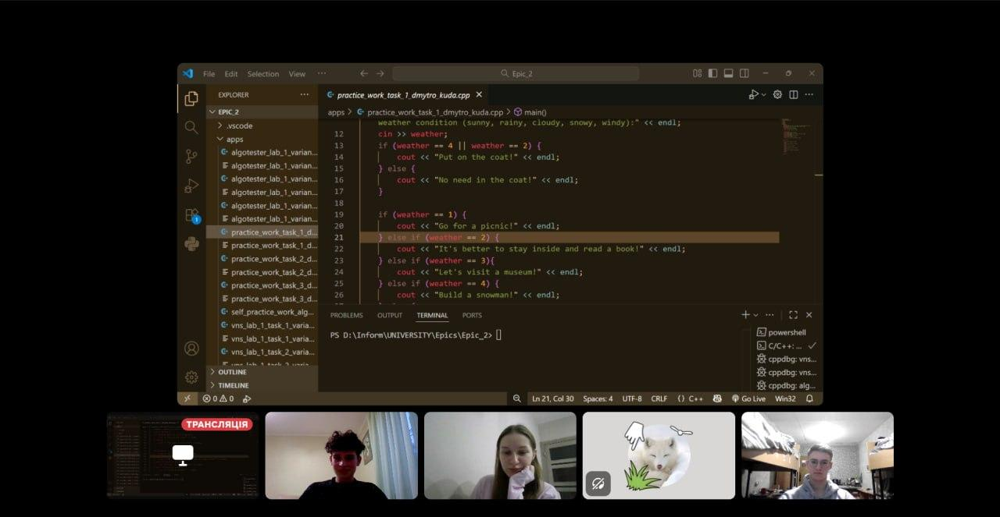 File Edit Selection View ··· Epic_2
EXPLORER ···
EPIC_2
.vscode
apps
algotester_lab_1_varian...
algotester_lab_1_varian...
algotester_lab_1_varian...
algotester_lab_1_varian...
algotester_lab_1_varian...
algotester_lab_1_varian...
practice_work_task_1_d...
practice_work_task_1_d...
practice_work_task_2_d...
practice_work_task_2_d...
practice_work_task_3_d...
practice_work_task_3_d...
self_practice_work_alg...
vns_lab_1_task_1_varia...
vns_lab_1_task_1_varia...
vns_lab_1_task_2_varia...
vns_lab_1_task_2_varia...
OUTLINE
TIMELINE
1
practice_work_task_1_dmytro_kuda.cpp
apps > practice_work_task_1_dmytro_kuda.cpp > main()
weather condition (sunny, rainy, cloudy, snowy, windy):" << endl;
12 cin >> weather;
13 if (weather == 4 || weather == 2) {
14 cout << "Put on the coat!" << endl;
15 } else {
16 cout << "No need in the coat!" << endl;
17 }
18
19 if (weather == 1) {
20 cout << "Go for a picnic!" << endl;
21 } else if (weather == 2) {
22 cout << "It's better to stay inside and read a book!" << endl;
23 } else if (weather == 3){
24 cout << "Let's visit a museum!" << endl;
25 } else if (weather == 4) {
26 cout << "Build a snowman!" << endl;
PROBLEMS OUTPUT TERMINAL PORTS
PS D:\Inform\UNIVERSITY\Epics\Epic_2>
powershell
C/C++: ...
cppdbg: vns...
cppdbg: vns...
cppdbg: alg...
0 0 Ln 21, Col 30 Spaces: 4 UTF-8 CRLF {} C++ Go Live Win32
ТРАНСЛЯЦІЯ